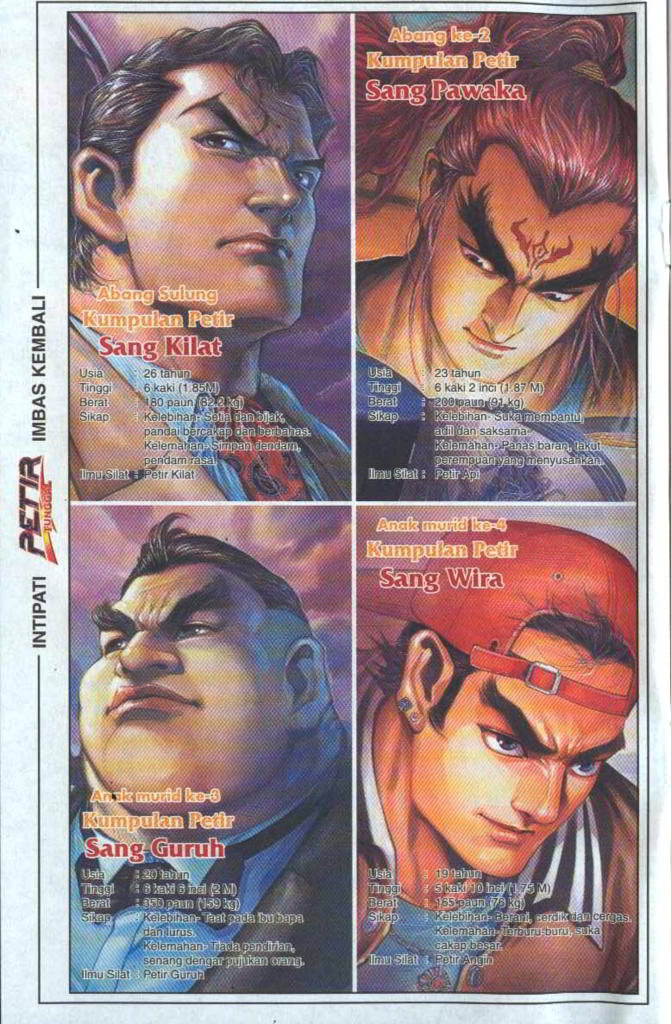 INTIPATI PETIR TUNGGAL IMBAS KEMBALI
Abang Sulung
Kumpulan Petir
Sang Kilat
Usia : 26 tahun
Tinggi : 6 kaki (1.85M)
Berat : 180 paun (82.2 kg)
Sikap : Kelebihan- Setia dan bijak,
pandai bercakap dan berbahas.
Kelemahan- Simpan dendam,
pendam rasa.
Ilmu Silat : Petir Kilat
Abang ke-2
Kumpulan Petir
Sang Pawaka
Usia : 23 tahun
Tinggi : 6 kaki 2 inci (1.87 M)
Berat : 200 paun (91 kg)
Sikap : Kelebihan- Suka membantu,
adil dan saksama.
Kelemahan- Panas baran, takut
perempuan yang menyusahkan.
Ilmu Silat : Petir Api
Anak murid ke-3
Kumpulan Petir
Sang Guruh
Usia : 20 tahun
Tinggi : 6 kaki 6 inci (2 M)
Berat : 350 paun (159 kg)
Sikap : Kelebihan- Taat pada ibu bapa
dan lurus.
Kelemahan- Tiada pendirian,
senang dengar pujukan orang.
Ilmu Silat : Petir Guruh
Anak murid ke-4
Kumpulan Petir
Sang Wira
Usia : 19 tahun
Tinggi : 5 kaki 10 inci (1.75 M)
Berat : 165 paun (76 kg)
Sikap : Kelebihan- Berani, cerdik dan cergas.
Kelemahan- Terburu-buru, suka
cakap besar.
Ilmu Silat : Petir Angin